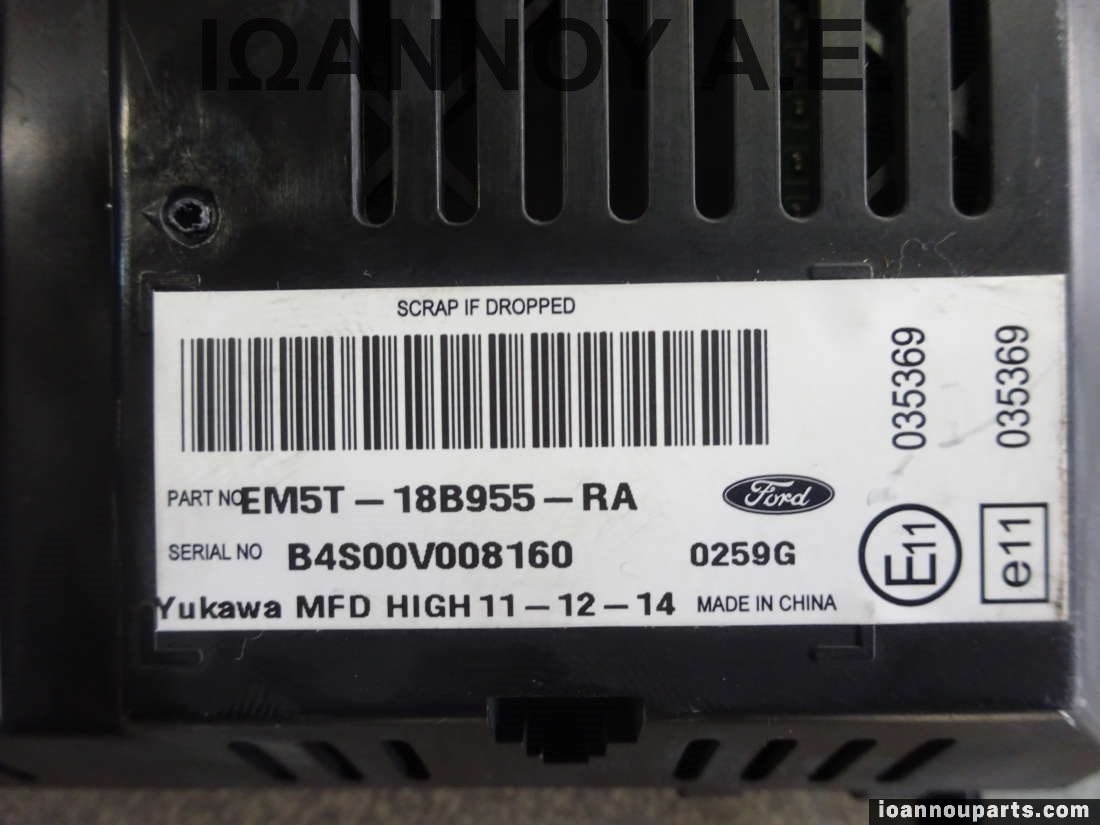 ΙΩΑΝΝΟΥ Α.Ε.
SCRAP IF DROPPED
035369
035369
PART NO EM5T-18B955-RA
Ford
SERIAL NO B4S00V008160 0259G
E11
e11
Yukawa MFD HIGH 11-12-14 MADE IN CHINA
ioannouparts.com